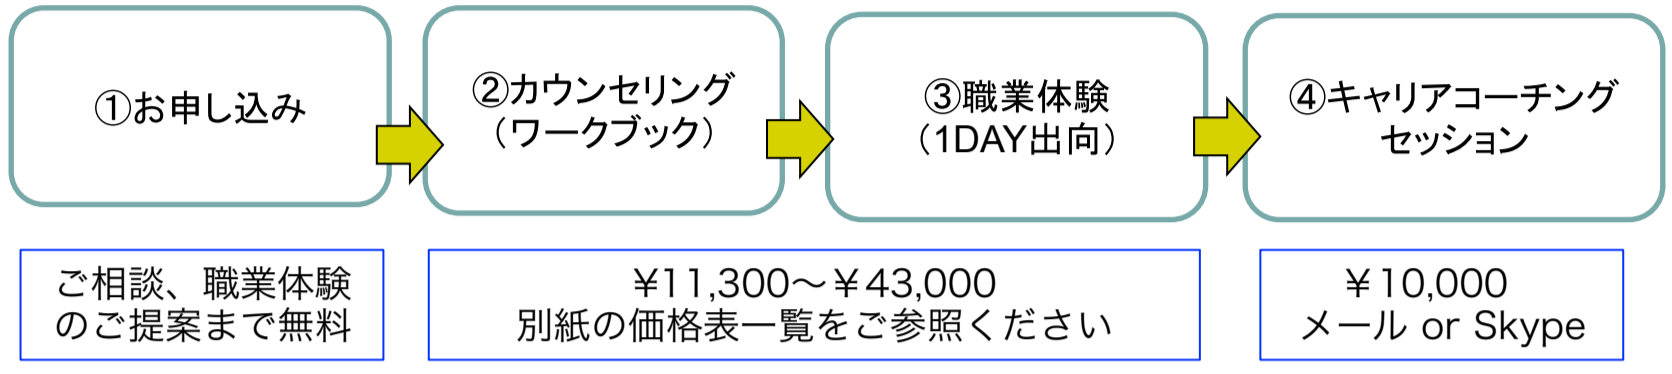 ①お申し込み
②カウンセリング
（ワークブック）
③職業体験
（1DAY出向）
④キャリアコーチング
セッション
ご相談、職業体験
のご提案まで無料
¥11,300〜￥43,000
別紙の価格表一覧をご参照ください
￥10,000
メール or Skype